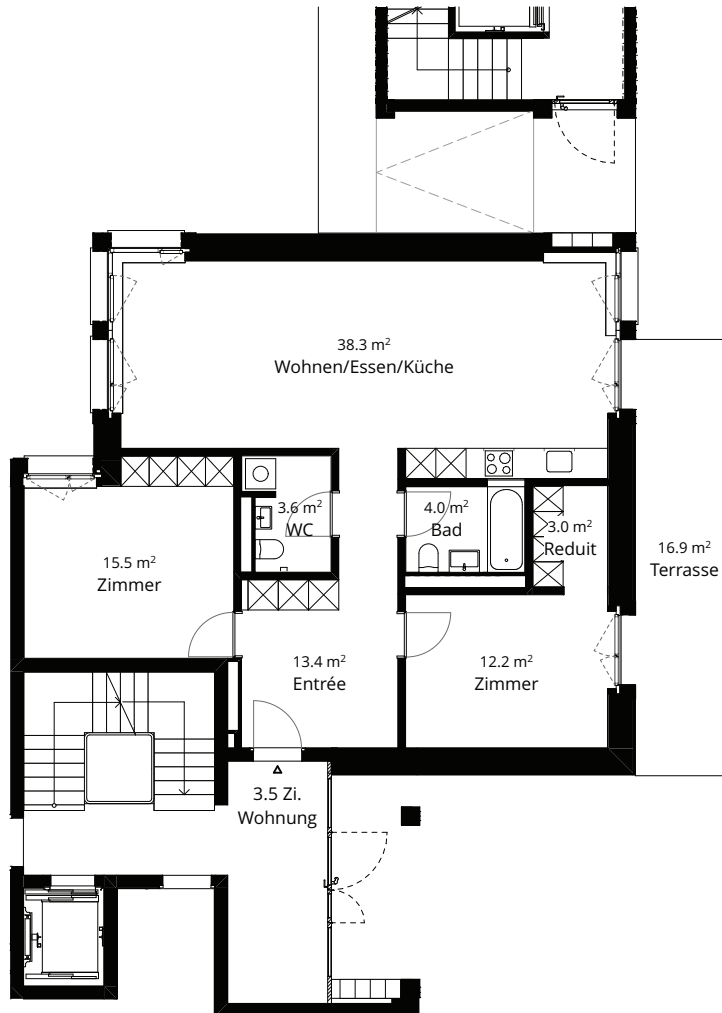 38.3 m²
Wohnen/Essen/Küche
3.6 m²
WC
4.0 m²
Bad
3.0 m²
Reduit
16.9 m²
Terrasse
15.5 m²
Zimmer
13.4 m²
Entrée
12.2 m²
Zimmer
3.5 Zi.
Wohnung